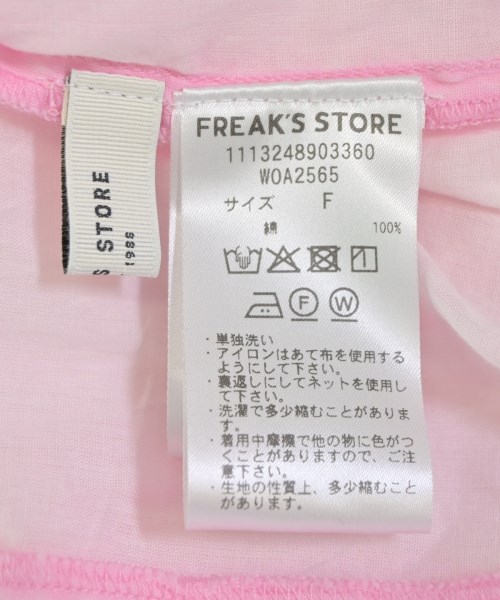 S STORE
1988
FREAK'S STORE
1113248903360
WOA2565
サイズ F
綿 100%
F W
・単独洗い
・アイロンはあて布を使用する
ようにして下さい。
・裏返しにしてネットを使用して
下さい。
・洗濯で多少縮むことがありま
す。
・着用中摩擦で他の物に色がつ
くことがありますので、ご注
意下さい。
・生地の性質上、多少縮むこと
があります。